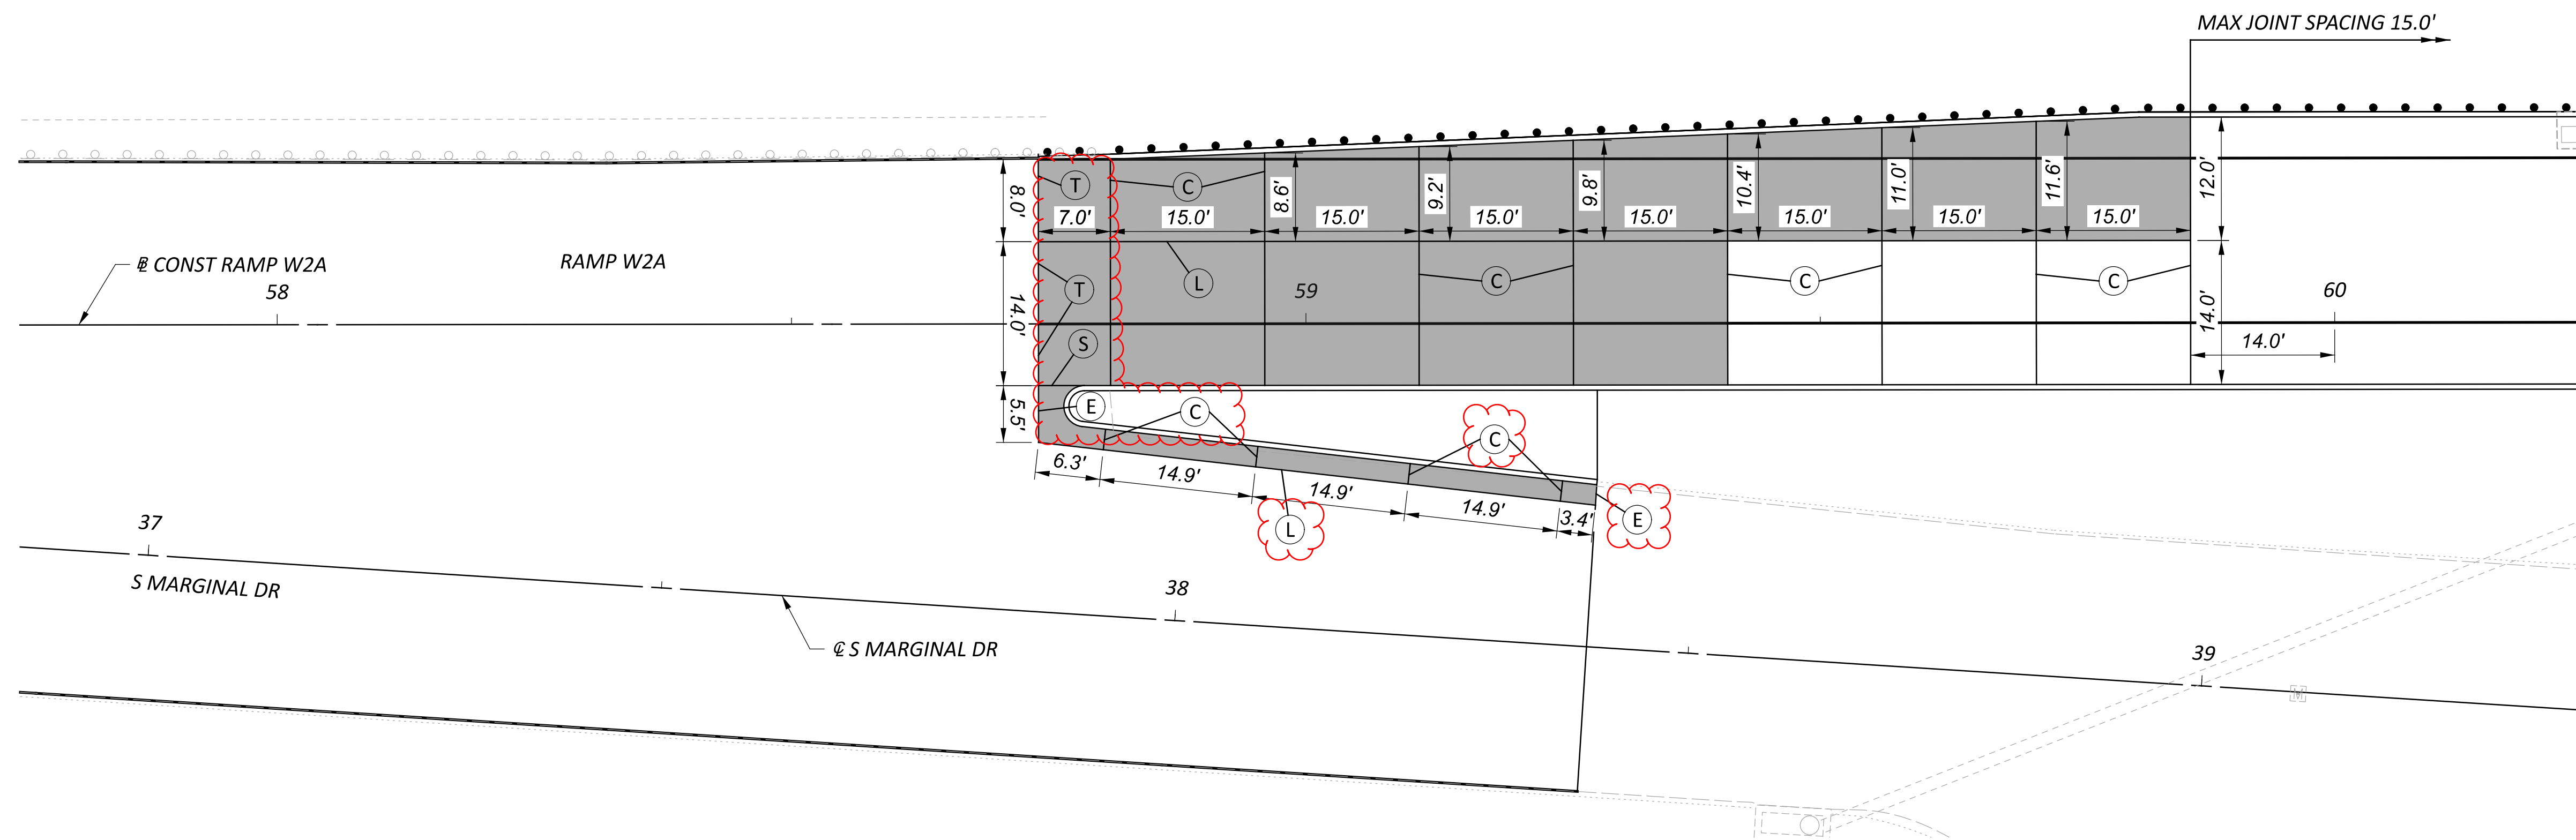 MAX JOINT SPACING 15.0'
T
C
8.0'
7.0'
15.0'
8.6'
15.0'
9.2'
15.0'
9.8'
15.0'
10.4'
15.0'
11.0'
15.0'
11.6'
15.0'
12.0'
℄ CONST RAMP W2A
RAMP W2A
58
T
L
C
59
C
C
60
14.0'
14.0'
14.0'
S
5.5'
E
C
C
6.3'
14.9'
14.9'
14.9'
3.4'
L
E
37
S MARGINAL DR
38
℄ S MARGINAL DR
39
M